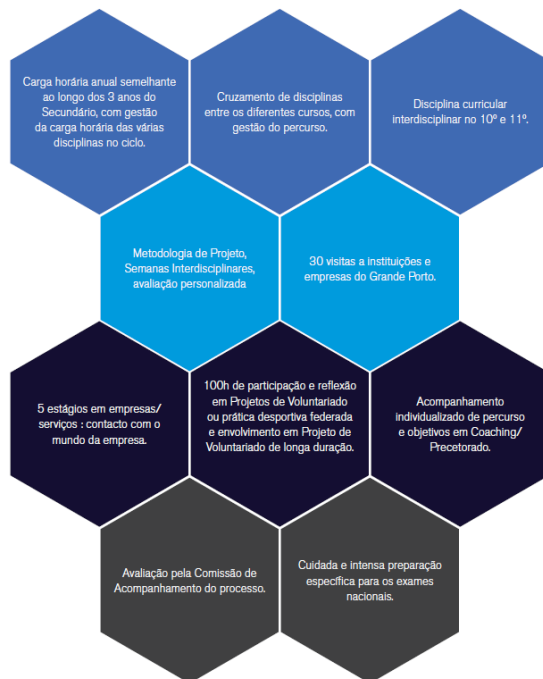 Carga horária anual semelhante
ao longo dos 3 anos do
Secundário, com gestão
da carga horária das várias
disciplinas no ciclo.
Cruzamento de disciplinas
entre os diferentes cursos, com
gestão do percurso.
Disciplina curricular
interdisciplinar no 10º e 11º.
Metodologia de Projeto,
Semanas Interdisciplinares,
avaliação personalizada
30 visitas a instituições e
empresas do Grande Porto.
5 estágios em empresas/
serviços : contacto com o
mundo da empresa.
100h de participação e reflexão
em Projetos de Voluntariado
ou prática desportiva federada
e envolvimento em Projeto de
Voluntariado de longa duração.
Acompanhamento
individualizado de percurso
e objetivos em Coaching/
Precetorado.
Avaliação pela Comissão de
Acompanhamento do processo.
Cuidada e intensa preparação
específica para os exames
nacionais.